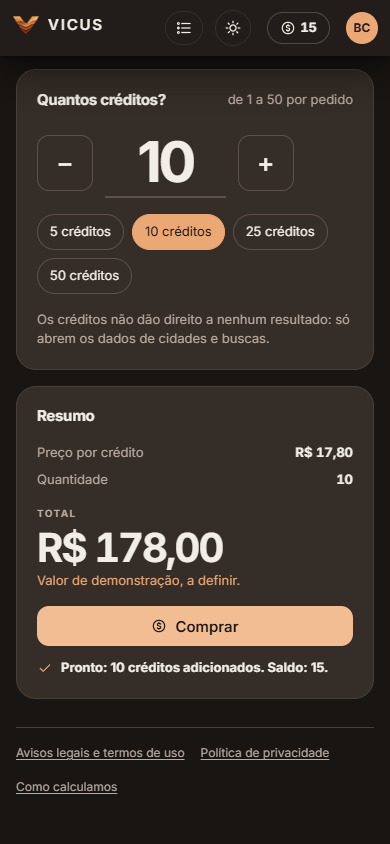 VICUS
15
BC
Quantos créditos?
de 1 a 50 por pedido
−
10
+
5 créditos
10 créditos
25 créditos
50 créditos
Os créditos não dão direito a nenhum resultado: só
abrem os dados de cidades e buscas.
Resumo
Preço por crédito
R$ 17,80
Quantidade
10
TOTAL
R$ 178,00
Valor de demonstração, a definir.
Comprar
Pronto: 10 créditos adicionados. Saldo: 15.
Avisos legais e termos de uso
Política de privacidade
Como calculamos